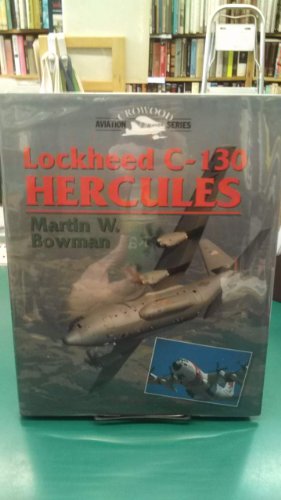 CROWOOD
AVIATION SERIES
Lockheed C-130
HERCULES
Martin W.
Bowman